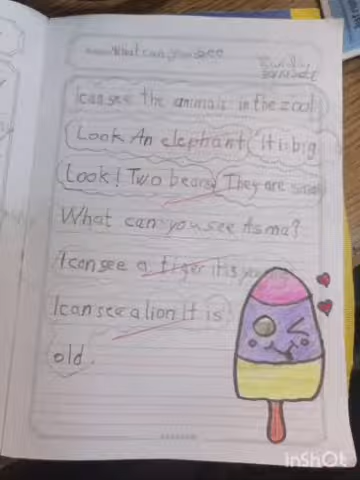 What can you see
I can see the animals in the zoo!
Look An elephant It is big
Look! Two bears They are
What can you see Asma?
I can see a tiger it is
I can see a lion It is
old.
InShOt